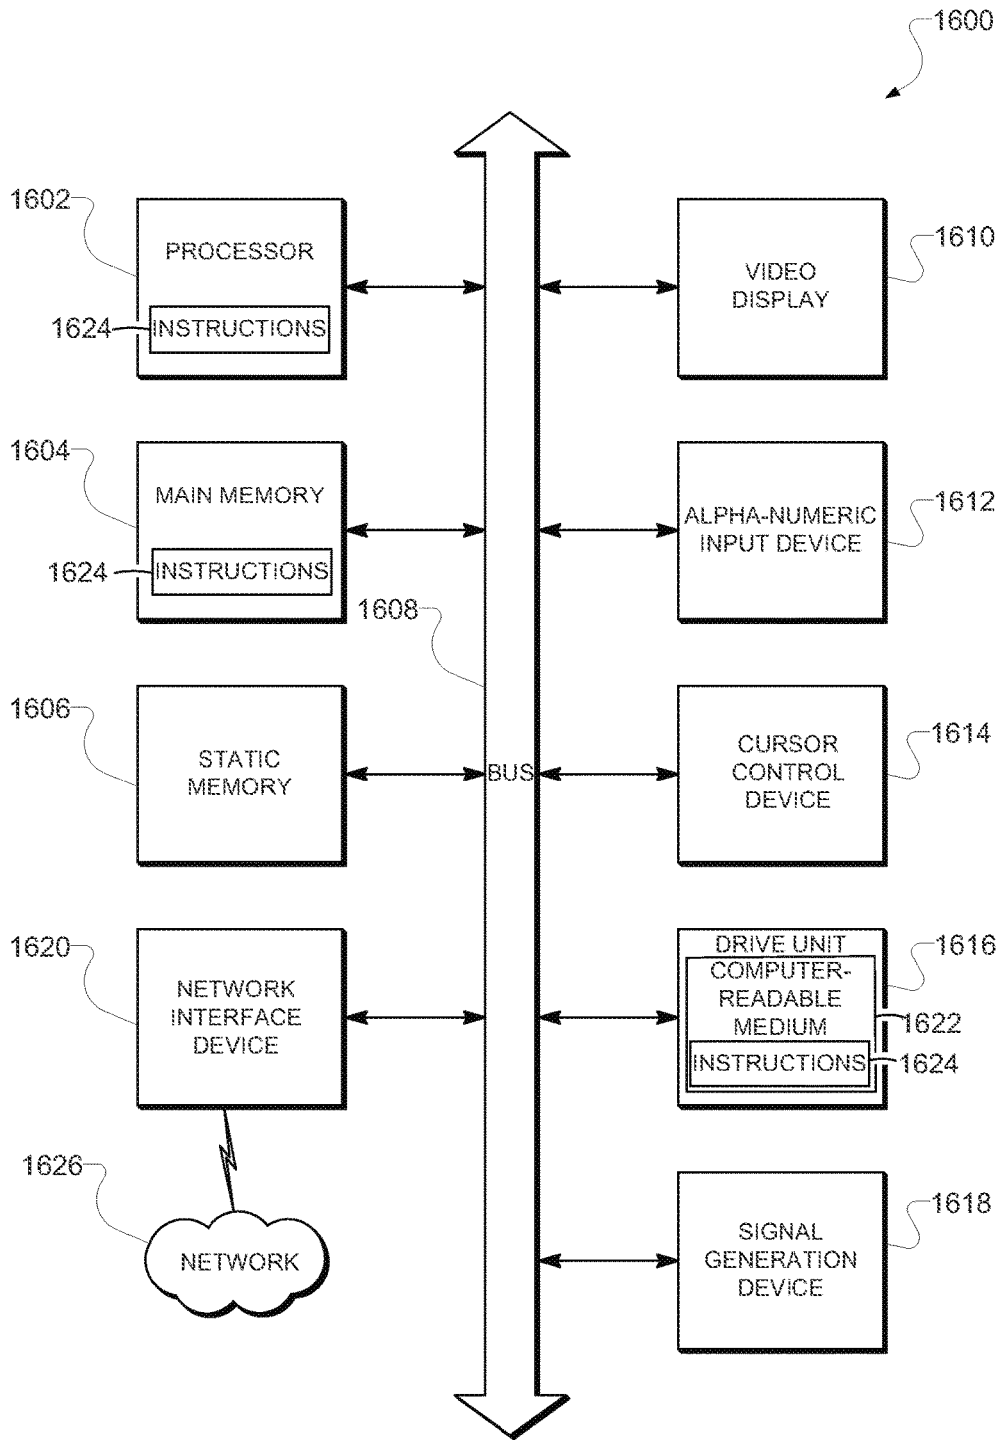 1600
1602
PROCESSOR
1624
INSTRUCTIONS
1610
VIDEO
DISPLAY
1604
MAIN MEMORY
1624
INSTRUCTIONS
1612
ALPHA-NUMERIC
INPUT DEVICE
1608
1606
STATIC
MEMORY
BUS
1614
CURSOR
CONTROL
DEVICE
1620
NETWORK
INTERFACE
DEVICE
1616
DRIVE UNIT
COMPUTER-
READABLE
MEDIUM
1622
INSTRUCTIONS
1624
1626
NETWORK
1618
SIGNAL
GENERATION
DEVICE